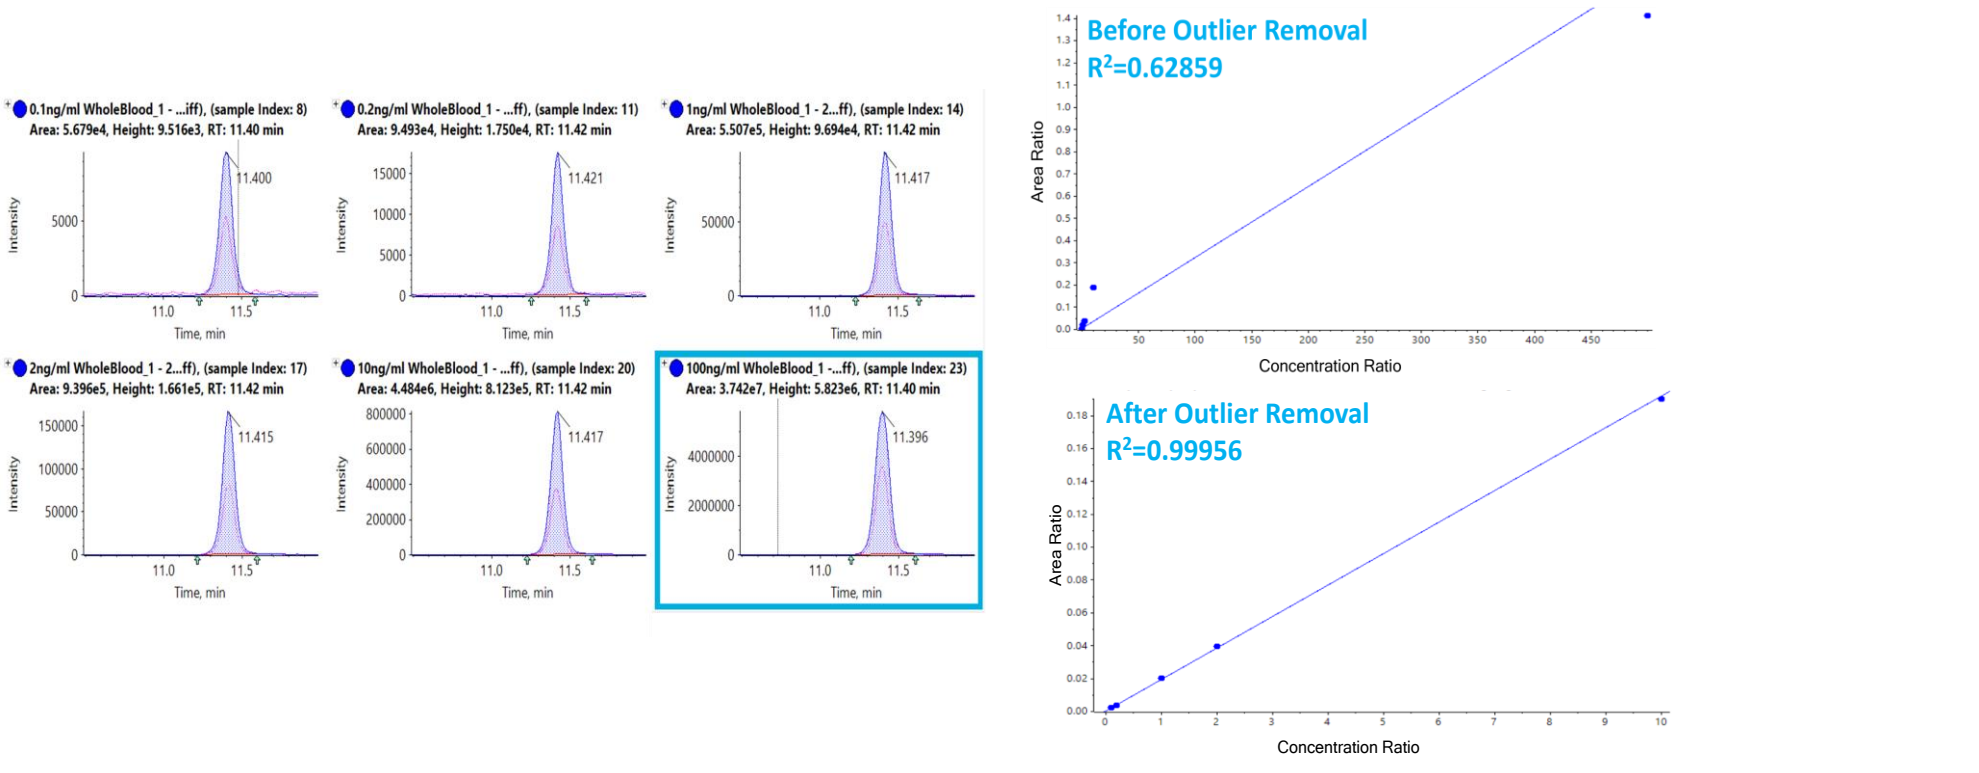 0.1ng/ml WholeBlood_1 - ...iff), (sample Index: 8)
Area: 5.679e4, Height: 9.516e3, RT: 11.40 min
11.400
5000
0
Intensity
11.0 11.5
Time, min
0.2ng/ml WholeBlood_1 - ...ff), (sample Index: 11)
Area: 9.493e4, Height: 1.750e4, RT: 11.42 min
11.421
15000
10000
5000
0
Intensity
11.0 11.5
Time, min
1ng/ml WholeBlood_1 - 2...ff), (sample Index: 14)
Area: 5.507e5, Height: 9.694e4, RT: 11.42 min
11.417
50000
0
Intensity
11.0 11.5
Time, min
2ng/ml WholeBlood_1 - 2...ff), (sample Index: 17)
Area: 9.396e5, Height: 1.661e5, RT: 11.42 min
11.415
150000
100000
50000
0
Intensity
11.0 11.5
Time, min
10ng/ml WholeBlood_1 -...ff), (sample Index: 20)
Area: 4.484e6, Height: 8.123e5, RT: 11.42 min
11.417
800000
600000
400000
200000
0
Intensity
11.0 11.5
Time, min
100ng/ml WholeBlood_1 -...ff), (sample Index: 23)
Area: 3.742e7, Height: 5.823e6, RT: 11.40 min
11.396
4000000
2000000
0
Intensity
11.0 11.5
Time, min
Before Outlier Removal
R²=0.62859
1.4
1.3
1.2
1.1
1.0
0.9
0.8
0.7
0.6
0.5
0.4
0.3
0.2
0.1
0.0
Area Ratio
50 100 150 200 250 300 350 400 450
Concentration Ratio
After Outlier Removal
R²=0.99956
0.18
0.16
0.14
0.12
0.10
0.08
0.06
0.04
0.02
0.00
Area Ratio
0 1 2 3 4 5 6 7 8 9 10
Concentration Ratio